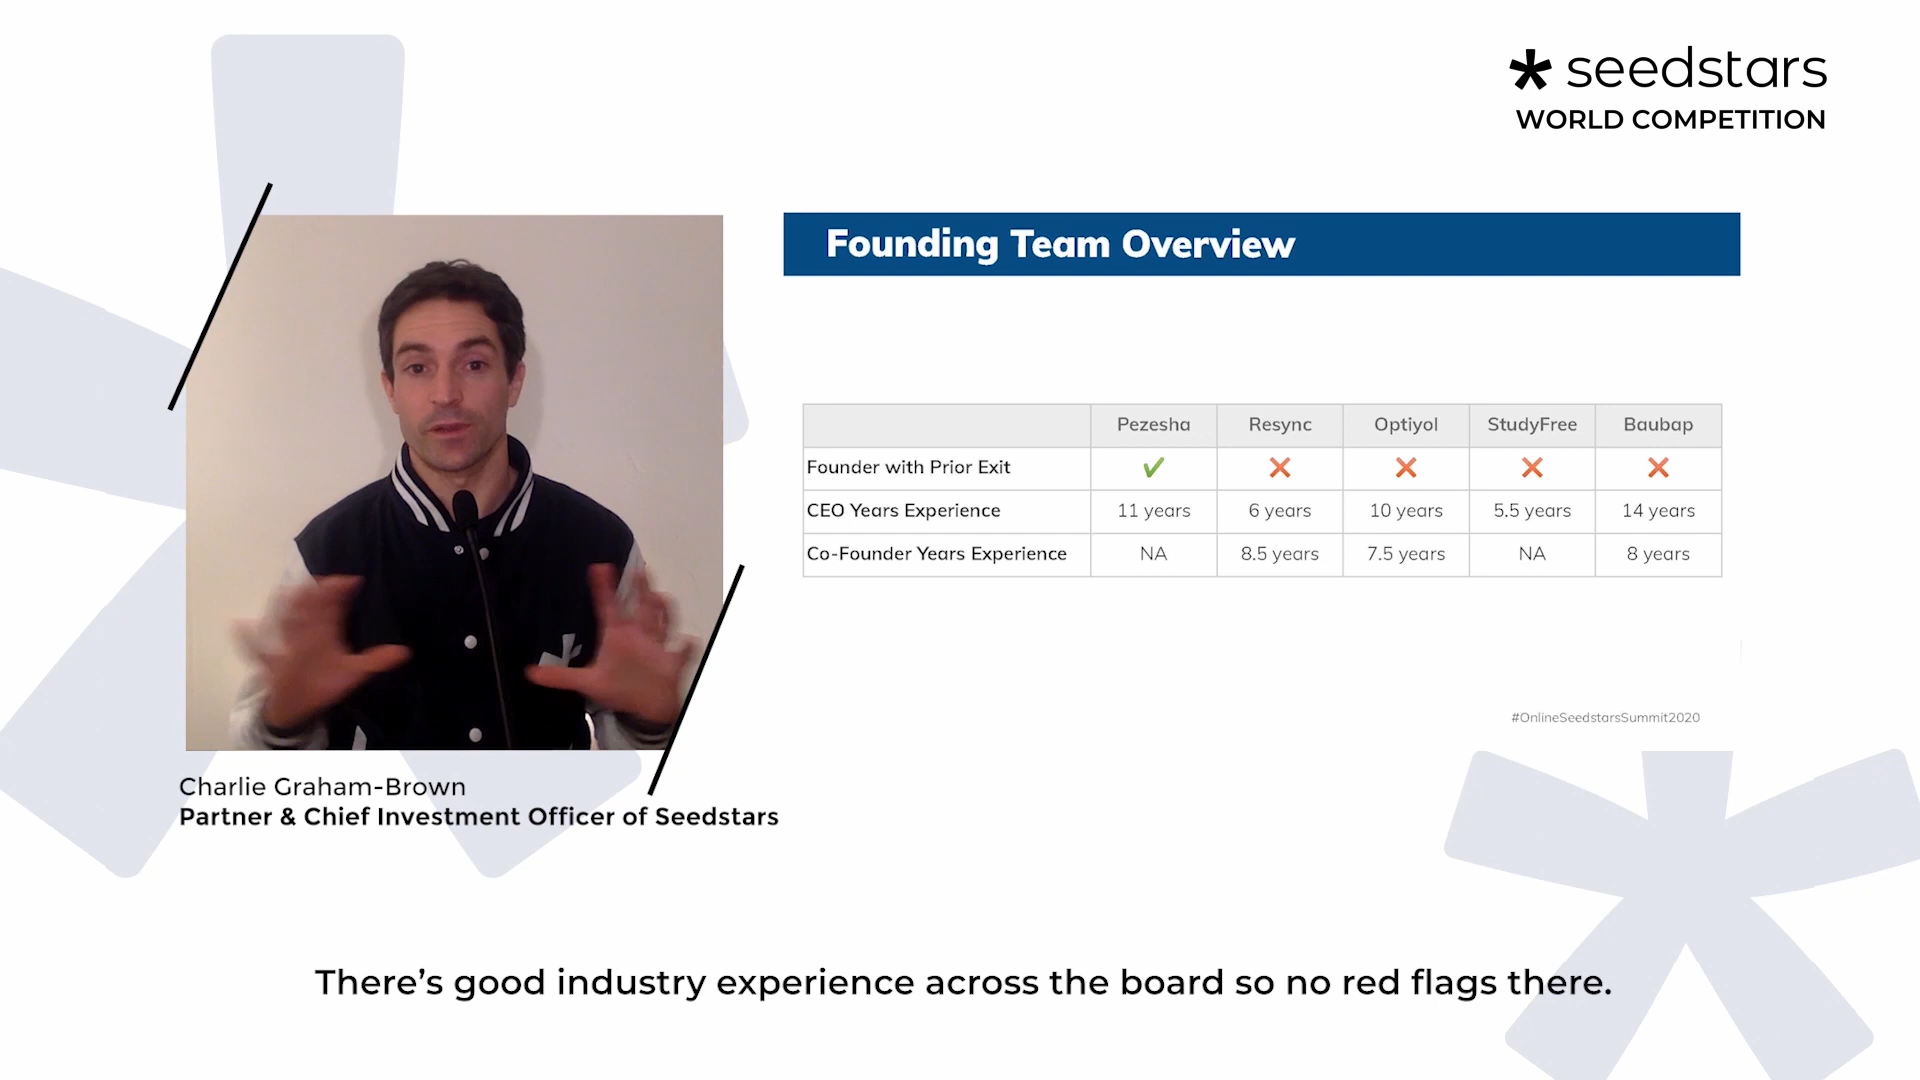 seedstars
WORLD COMPETITION
Founding Team Overview
Pezesha Resync Optiyol StudyFree Baubap
Founder with Prior Exit ✔ ❌ ❌ ❌ ❌
CEO Years Experience 11 years 6 years 10 years 5.5 years 14 years
Co-Founder Years Experience NA 8.5 years 7.5 years NA 8 years
#OnlineSeedstarsSummit2020
Charlie Graham-Brown
Partner & Chief Investment Officer of Seedstars
There’s good industry experience across the board so no red flags there.